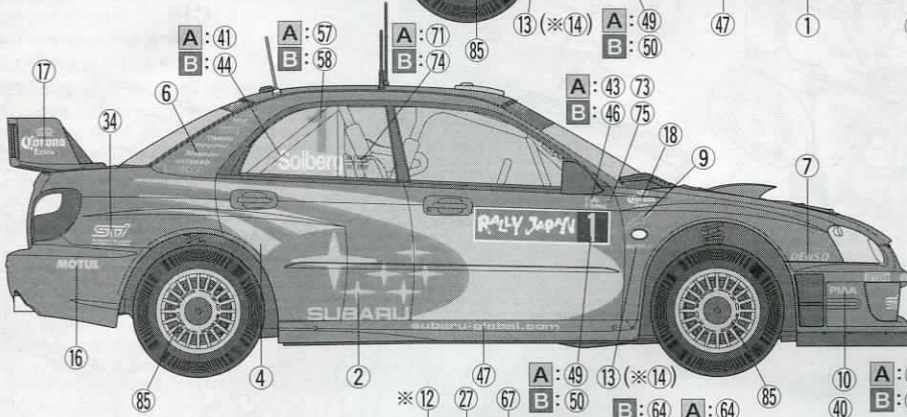 85
13 (※14)
A : 49
B : 50
47
1
A : 41
B : 44
A : 57
B : 58
A : 71
B : 74
17
6
A : 43 73
B : 46 75
34
18
9
7
Corona
Extra
Solberg
STi
RALLY JAPAN 1
DENSO
MOTUL
PIAA
SUBARU
subaru-global.com
16
85
4
2
47
A : 49
B : 50
13 (※14)
85
10
A :
B :
※12
27
67
B : 64
A : 64
40